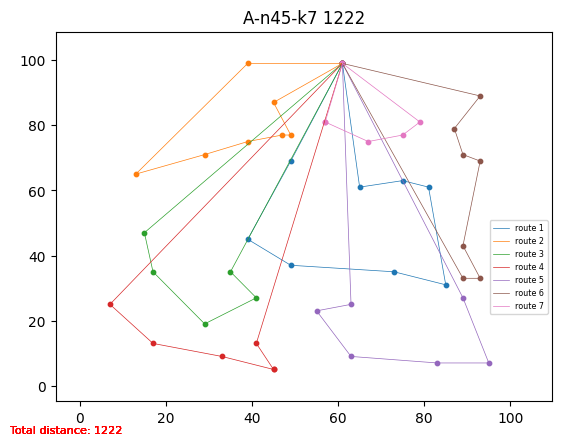 A-n45-k7 1222
100
80
60
40
20
0
0 20 40 60 80 100
route 1
route 2
route 3
route 4
route 5
route 6
route 7
Total distance: 1222